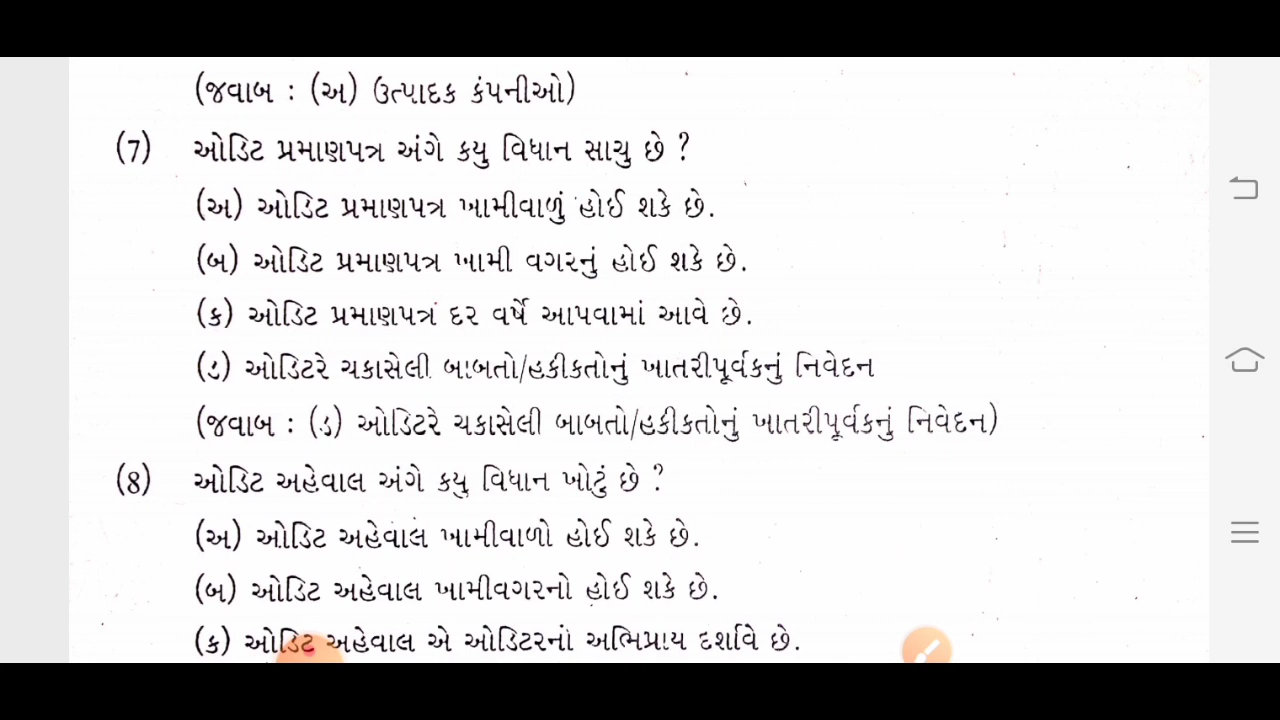 (જવાબ : (અ) ઉત્પાદક કંપનીઓ)
(7) ઓડિટ પ્રમાણપત્ર અંગે કયુ વિધાન સાચુ છે ?
(અ) ઓડિટ પ્રમાણપત્ર ખામીવાળું હોઈ શકે છે.
(બ) ઓડિટ પ્રમાણપત્ર ખામી વગરનું હોઈ શકે છે.
(ક) ઓડિટ પ્રમાણપત્ર દર વર્ષે આપવામાં આવે છે.
(ડ) ઓડિટરે ચકાસેલી બાબતો/હકીકતોનું ખાતરીપૂર્વકનું નિવેદન
(જવાબ : (ડ) ઓડિટરે ચકાસેલી બાબતો/હકીકતોનું ખાતરીપૂર્વકનું નિવેદન)
(8) ઓડિટ અહેવાલ અંગે કયુ વિધાન ખોટું છે ?
(અ) ઓડિટ અહેવાલ ખામીવાળો હોઈ શકે છે.
(બ) ઓડિટ અહેવાલ ખામીવગરનો હોઈ શકે છે.
(ક) ઓડિટ અહેવાલ એ ઓડિટરનો અભિપ્રાય દર્શાવે છે.